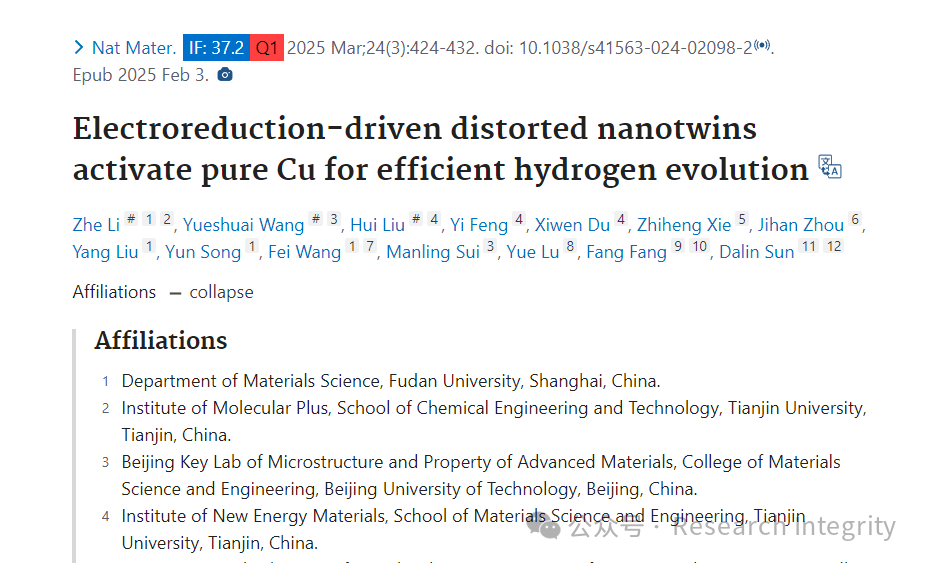 Nat Mater. IF: 37.2 Q1 2025 Mar;24(3):424-432. doi: 10.1038/s41563-024-02098-2.
Epub 2025 Feb 3.
Electroreduction-driven distorted nanotwins
activate pure Cu for efficient hydrogen evolution
Zhe Li # 1 2, Yueshuai Wang # 3, Hui Liu # 4, Yi Feng 4, Xiwen Du 4, Zhiheng Xie 5, Jihan Zhou 6,
Yang Liu 1, Yun Song 1, Fei Wang 1 7, Manling Sui 3, Yue Lu 8, Fang Fang 9 10, Dalin Sun 11 12
Affiliations — collapse
Affiliations
1 Department of Materials Science, Fudan University, Shanghai, China.
2 Institute of Molecular Plus, School of Chemical Engineering and Technology, Tianjin University,
Tianjin, China.
3 Beijing Key Lab of Microstructure and Property of Advanced Materials, College of Materials
Science and Engineering, Beijing University of Technology, Beijing, China.
4 Institute of New Energy Materials, School of Materials Science and Engineering, Tianjin
University, Tianjin, China.
公众号 · Research Integrity